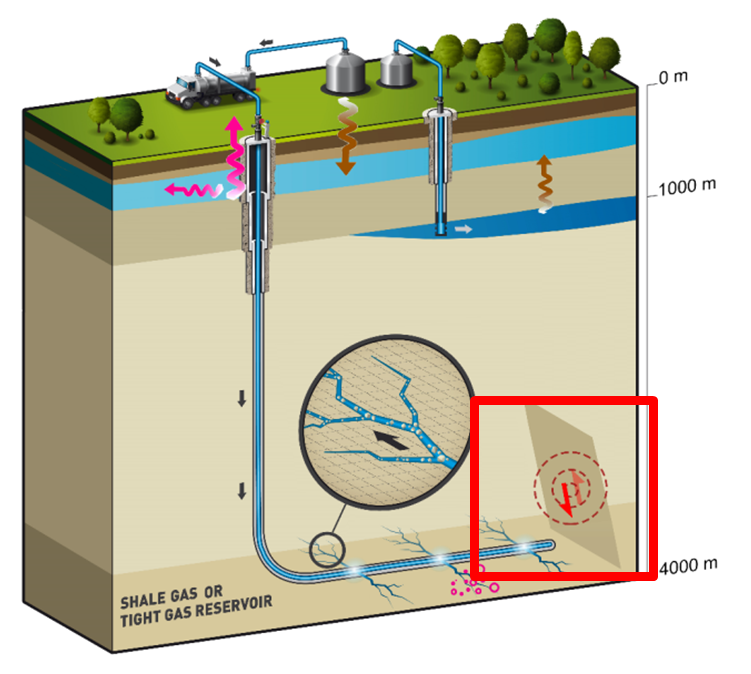 0 m
1000 m
4000 m
SHALE GAS OR
TIGHT GAS RESERVOIR